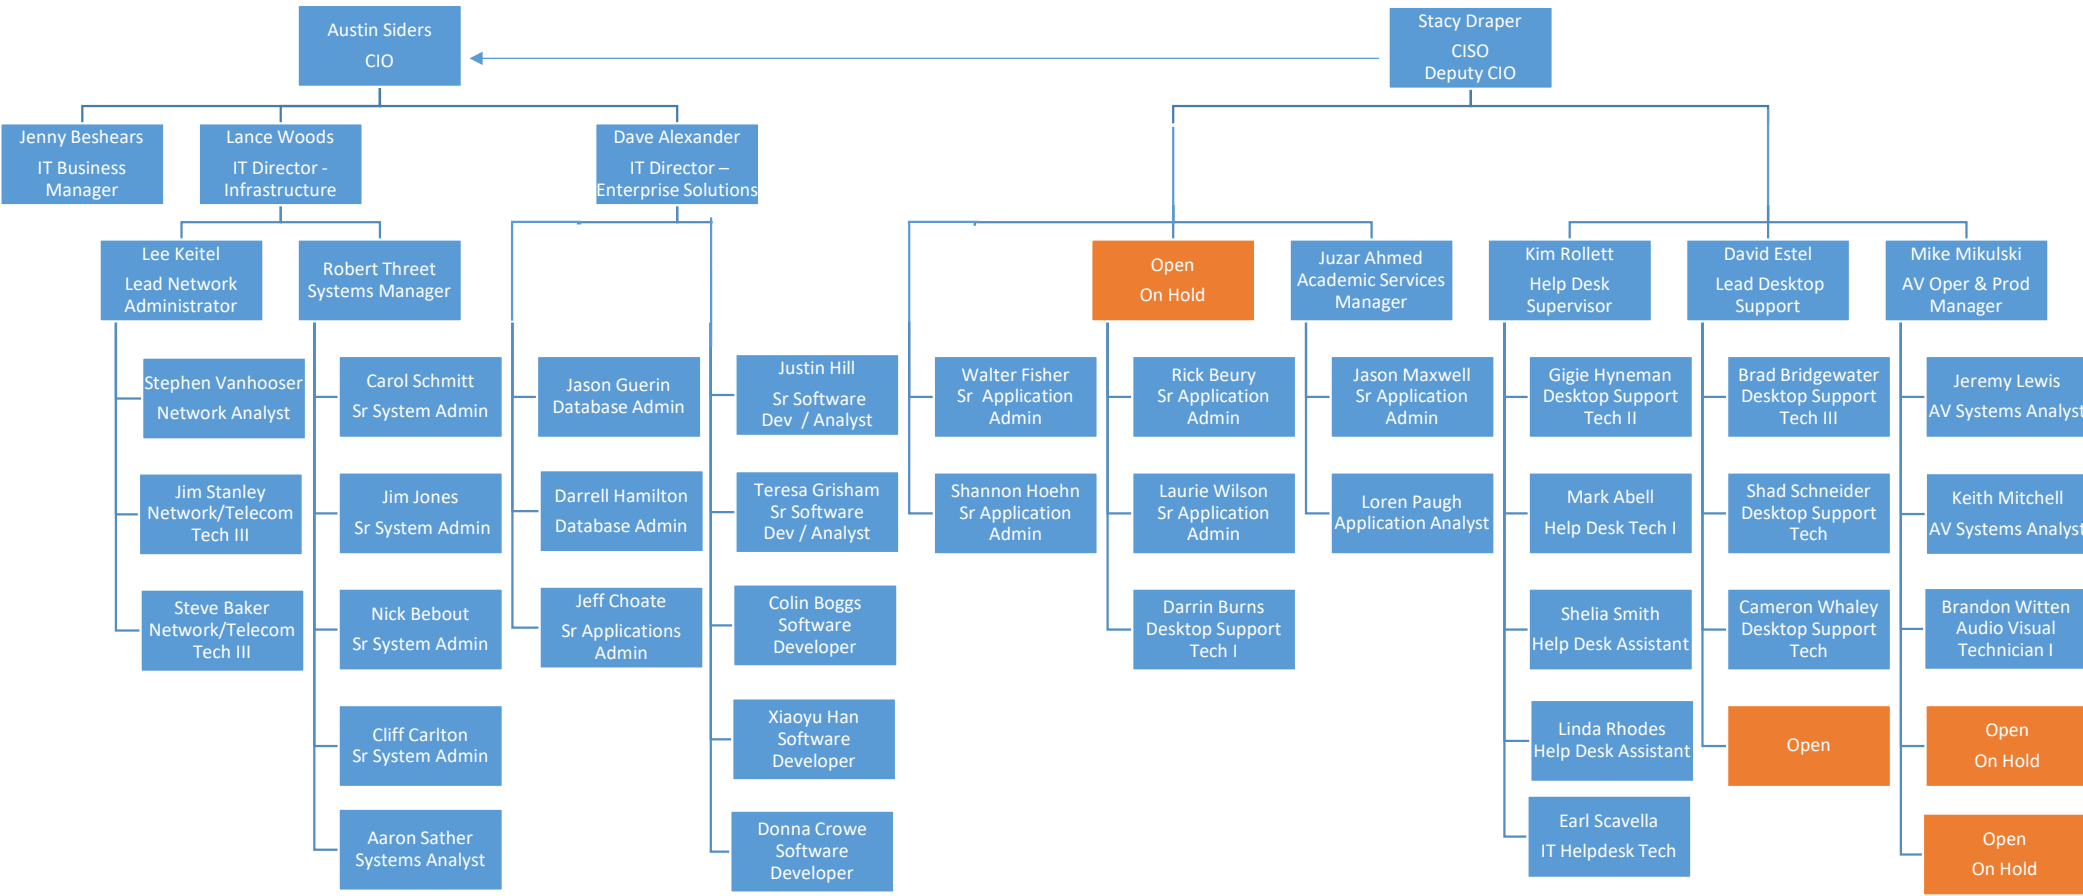 Austin Siders
CIO
Stacy Draper
CISO
Deputy CIO
Jenny Beshears
IT Business
Manager
Lance Woods
IT Director -
Infrastructure
Dave Alexander
IT Director –
Enterprise Solutions
Lee Keitel
Lead Network
Administrator
Robert Threet
Systems Manager
Open
On Hold
Juzar Ahmed
Academic Services
Manager
Kim Rollett
Help Desk
Supervisor
David Estel
Lead Desktop
Support
Mike Mikulski
AV Oper & Prod
Manager
Stephen Vanhooser
Network Analyst
Carol Schmitt
Sr System Admin
Jason Guerin
Database Admin
Justin Hill
Sr Software
Dev / Analyst
Walter Fisher
Sr Application
Admin
Rick Beury
Sr Application
Admin
Jason Maxwell
Sr Application
Admin
Gigie Hyneman
Desktop Support
Tech II
Brad Bridgewater
Desktop Support
Tech III
Jeremy Lewis
AV Systems Analyst
Jim Stanley
Network/Telecom
Tech III
Jim Jones
Sr System Admin
Darrell Hamilton
Database Admin
Teresa Grisham
Sr Software
Dev / Analyst
Shannon Hoehn
Sr Application
Admin
Laurie Wilson
Sr Application
Admin
Loren Paugh
Application Analyst
Mark Abell
Help Desk Tech I
Shad Schneider
Desktop Support
Tech
Keith Mitchell
AV Systems Analyst
Steve Baker
Network/Telecom
Tech III
Nick Bebout
Sr System Admin
Jeff Choate
Sr Applications
Admin
Colin Boggs
Software
Developer
Darrin Burns
Desktop Support
Tech I
Shelia Smith
Help Desk Assistant
Cameron Whaley
Desktop Support
Tech
Brandon Witten
Audio Visual
Technician I
Cliff Carlton
Sr System Admin
Xiaoyu Han
Software
Developer
Linda Rhodes
Help Desk Assistant
Open
Open
On Hold
Aaron Sather
Systems Analyst
Donna Crowe
Software
Developer
Earl Scavella
IT Helpdesk Tech
Open
On Hold